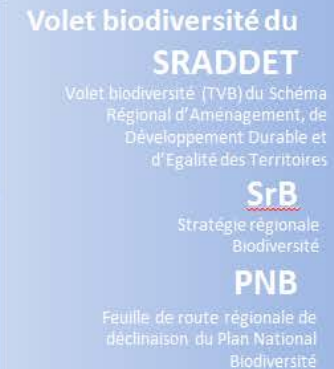 Volet biodiversité du
SRADDET
Volet biodiversité (TVB) du Schéma
Régional d'Aménagement, de
Développement Durable et
d'Egalité des Territoires
SrB
Stratégie régionale
Biodiversité
PNB
Feuille de route régionale de
déclinaison du Plan National
Biodiversité